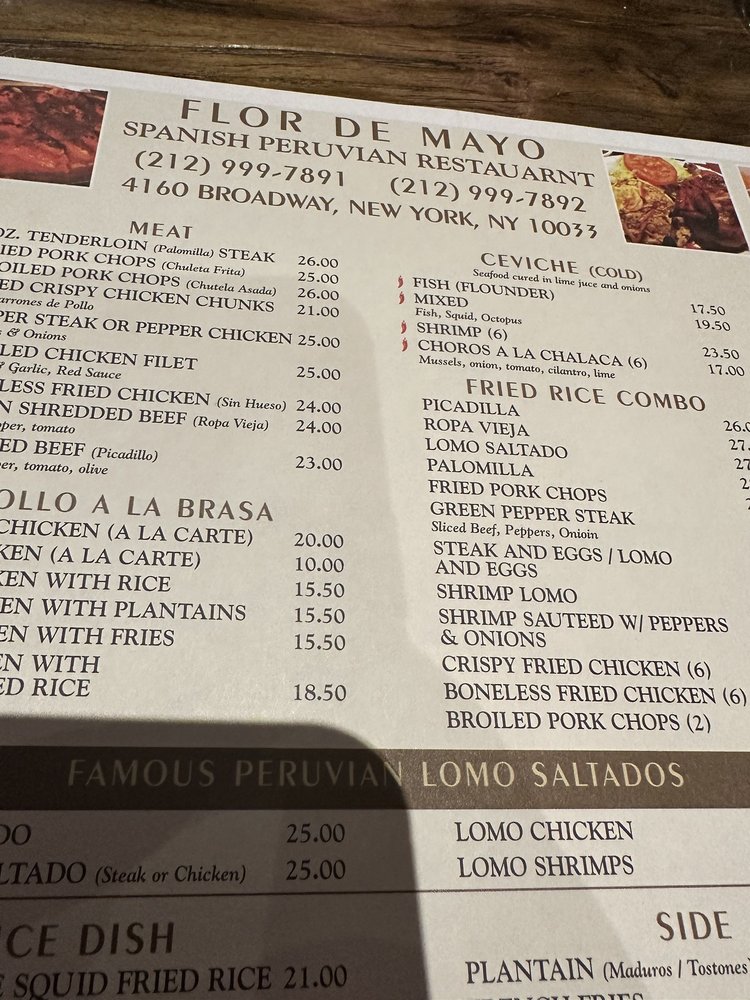 FLOR DE MAYO
SPANISH PERUVIAN RESTAUARNT
(212) 999-7891 (212) 999-7892
4160 BROADWAY, NEW YORK, NY 10033
MEAT
OZ. TENDERLOIN (Palomilla) STEAK 26.00
IED PORK CHOPS (Chuleta Frita) 25.00
OILED PORK CHOPS (Chutela Asada) 26.00
ED CRISPY CHICKEN CHUNKS 21.00
arrones de Pollo
PER STEAK OR PEPPER CHICKEN 25.00
s & Onions
LED CHICKEN FILET 25.00
& Garlic, Red Sauce
LESS FRIED CHICKEN (Sin Hueso) 24.00
N SHREDDED BEEF (Ropa Vieja) 24.00
pper, tomato
ED BEEF (Picadillo) 23.00
er, tomato, olive
OLLO A LA BRASA
CHICKEN (A LA CARTE) 20.00
KEN (A LA CARTE) 10.00
KEN WITH RICE 15.50
EN WITH PLANTAINS 15.50
EN WITH FRIES 15.50
EN WITH
ED RICE 18.50
CEVICHE (COLD)
Seafood cured in lime juce and onions
FISH (FLOUNDER) 17.50
MIXED 19.50
Fish, Squid, Octopus
SHRIMP (6) 23.50
CHOROS A LA CHALACA (6) 17.00
Mussels, onion, tomato, cilantro, lime
FRIED RICE COMBO
PICADILLA 26.0
ROPA VIEJA 27.
LOMO SALTADO 27
PALOMILLA 2
FRIED PORK CHOPS
GREEN PEPPER STEAK
Sliced Beef, Peppers, Onioin
STEAK AND EGGS / LOMO
AND EGGS
SHRIMP LOMO
SHRIMP SAUTEED W/ PEPPERS
& ONIONS
CRISPY FRIED CHICKEN (6)
BONELESS FRIED CHICKEN (6)
BROILED PORK CHOPS (2)
FAMOUS PERUVIAN LOMO SALTADOS
DO 25.00
LTADO (Steak or Chicken) 25.00
LOMO CHICKEN
LOMO SHRIMPS
CE DISH
E SQUID FRIED RICE 21.00
SIDE
PLANTAIN (Maduros / Tostones)